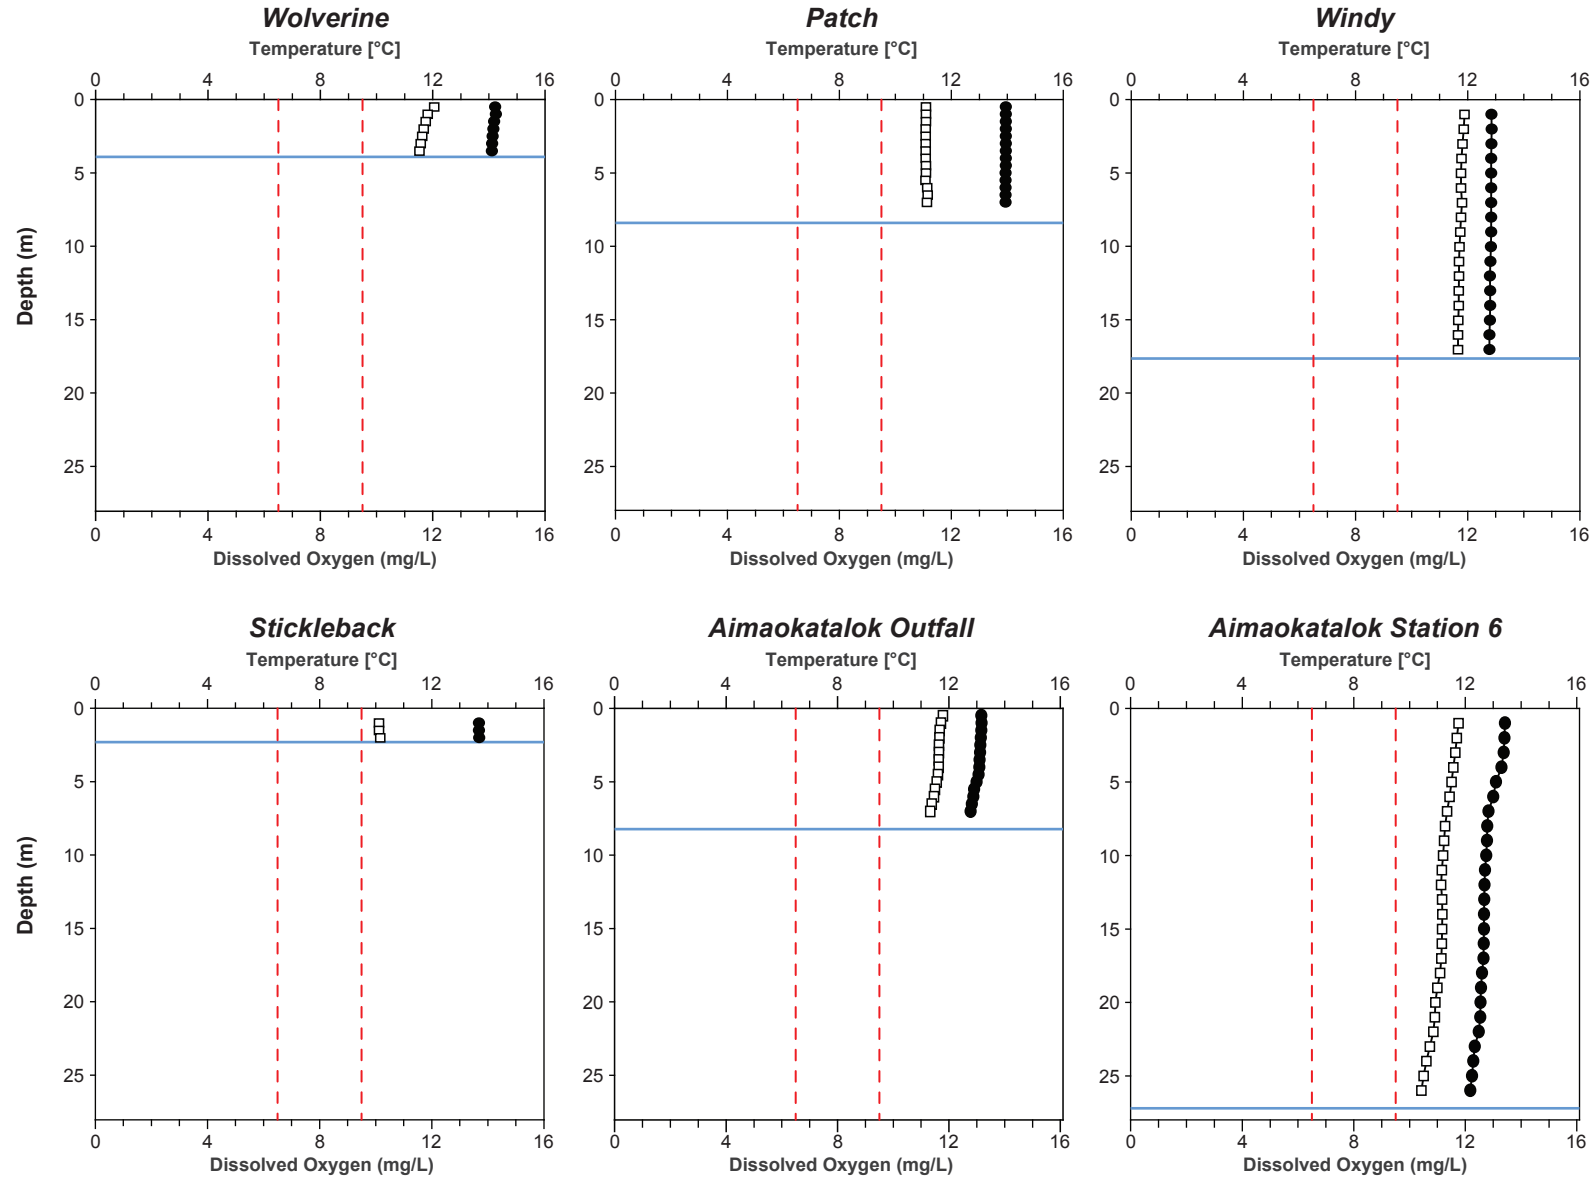 Wolverine Patch Windy
Temperature [°C] Temperature [°C] Temperature [°C]
0 4 8 12 16 0 4 8 12 16 0 4 8 12 16
0 0 0
5 5 5
10 10 10
Depth (m)
15 15 15
20 20 20
25 25 25
0 4 8 12 16 0 4 8 12 16 0 4 8 12 16
Dissolved Oxygen (mg/L) Dissolved Oxygen (mg/L) Dissolved Oxygen (mg/L)
Stickleback Aimaokatalok Outfall Aimaokatalok Station 6
Temperature [°C] Temperature [°C] Temperature [°C]
0 4 8 12 16 0 4 8 12 16 0 4 8 12 16
0 0 0
5 5 5
10 10 10
Depth (m)
15 15 15
20 20 20
25 25 25
0 4 8 12 16 0 4 8 12 16 0 4 8 12 16
Dissolved Oxygen (mg/L) Dissolved Oxygen (mg/L) Dissolved Oxygen (mg/L)